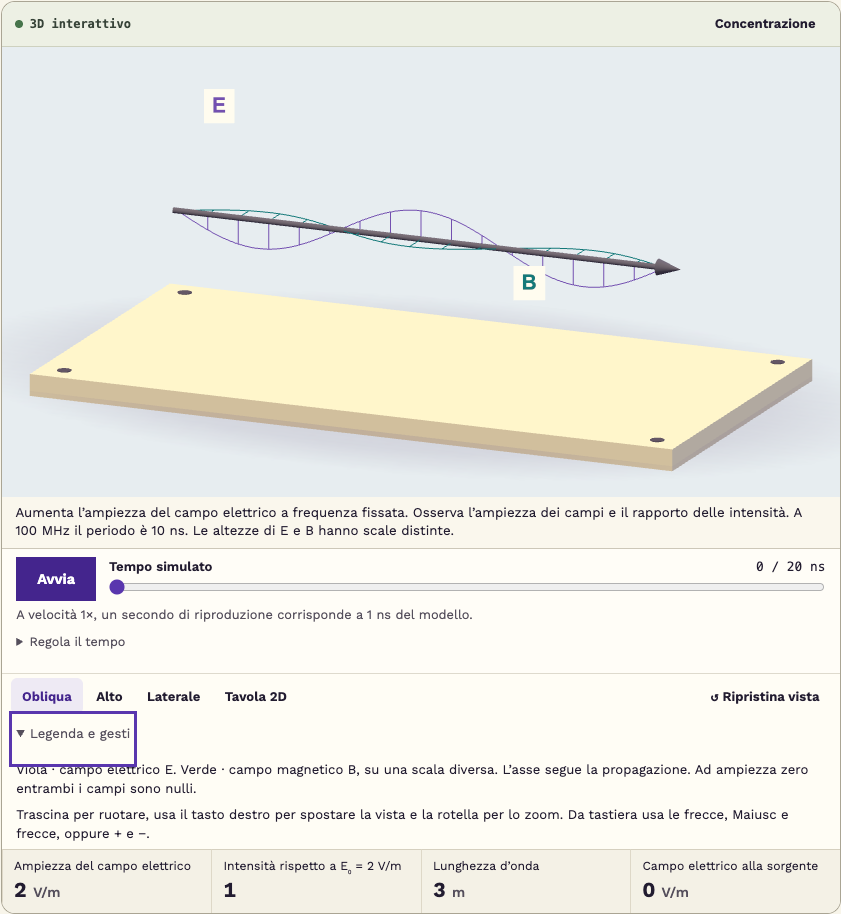 3D interattivo
Concentrazione
E
B
Aumenta l’ampiezza del campo elettrico a frequenza fissata. Osserva l’ampiezza dei campi e il rapporto delle intensità. A
100 MHz il periodo è 10 ns. Le altezze di E e B hanno scale distinte.
Avvia
Tempo simulato
0 / 20 ns
A velocità 1×, un secondo di riproduzione corrisponde a 1 ns del modello.
▶ Regola il tempo
Obliqua
Alto
Laterale
Tavola 2D
↺ Ripristina vista
▼ Legenda e gesti
Viola · campo elettrico E. Verde · campo magnetico B, su una scala diversa. L’asse segue la propagazione. Ad ampiezza zero
entrambi i campi sono nulli.
Trascina per ruotare, usa il tasto destro per spostare la vista e la rotella per lo zoom. Da tastiera usa le frecce, Maiusc e
frecce, oppure + e −.
Ampiezza del campo elettrico
2 V/m
Intensità rispetto a E₀ = 2 V/m
1
Lunghezza d’onda
3 m
Campo elettrico alla sorgente
0 V/m